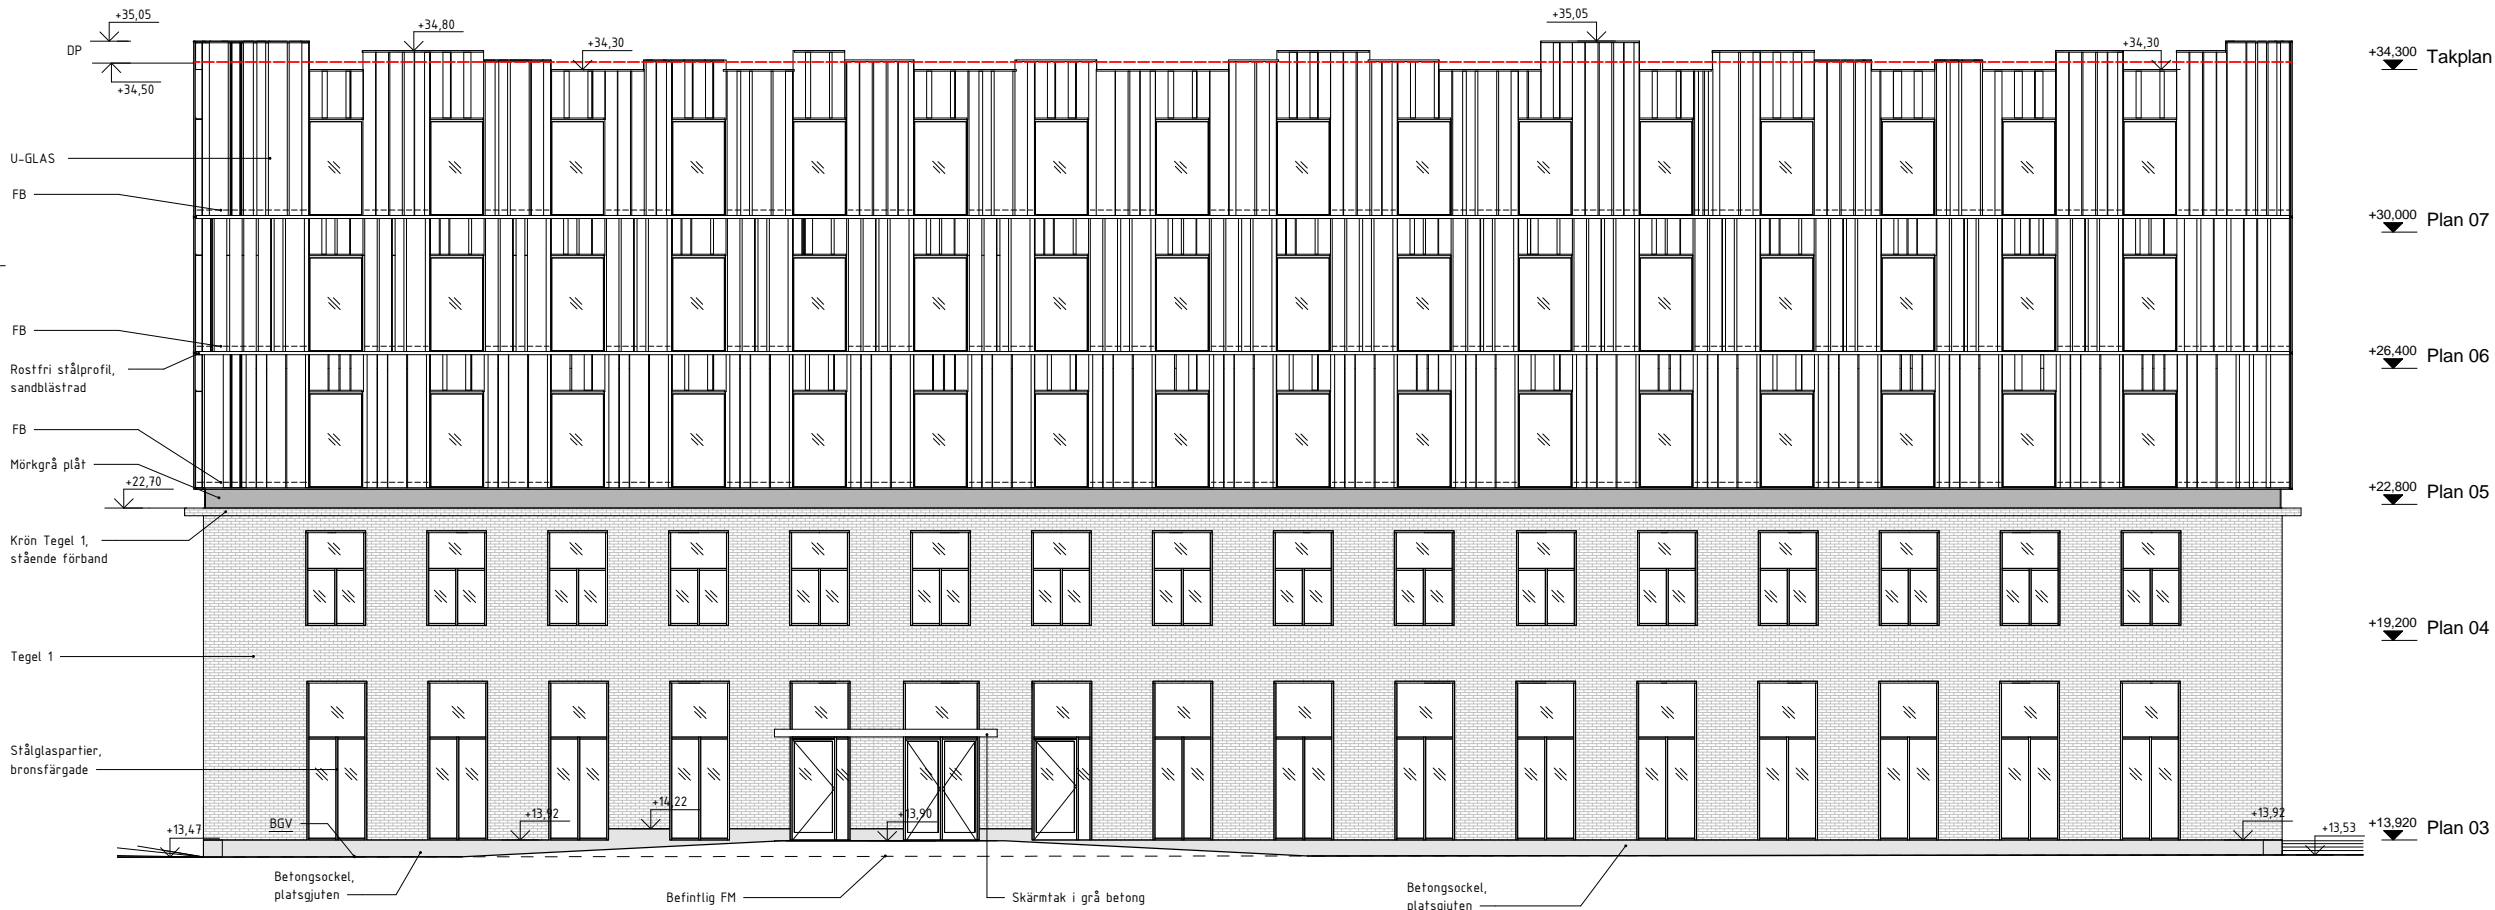 +35,05
DP
+34,50
+34,80
+34,30
+35,05
+34,30
+34,300 Takplan
U-GLAS
FB
+30,000 Plan 07
FB
Rostfri stålprofil,
sandblästrad
+26,400 Plan 06
FB
Mörkgrå plåt
+22,70
+22,800 Plan 05
Krön Tegel 1,
stående förband
+19,200 Plan 04
Tegel 1
Stålglaspartier,
bronsfärgade
+13,47
BGV
+13,92
+14,22
+13,90
+13,92
+13,53
+13,920 Plan 03
Betongsockel,
platsgjuten
Befintlig FM
Skärmtak i grå betong
Betongsockel,
platsgjuten